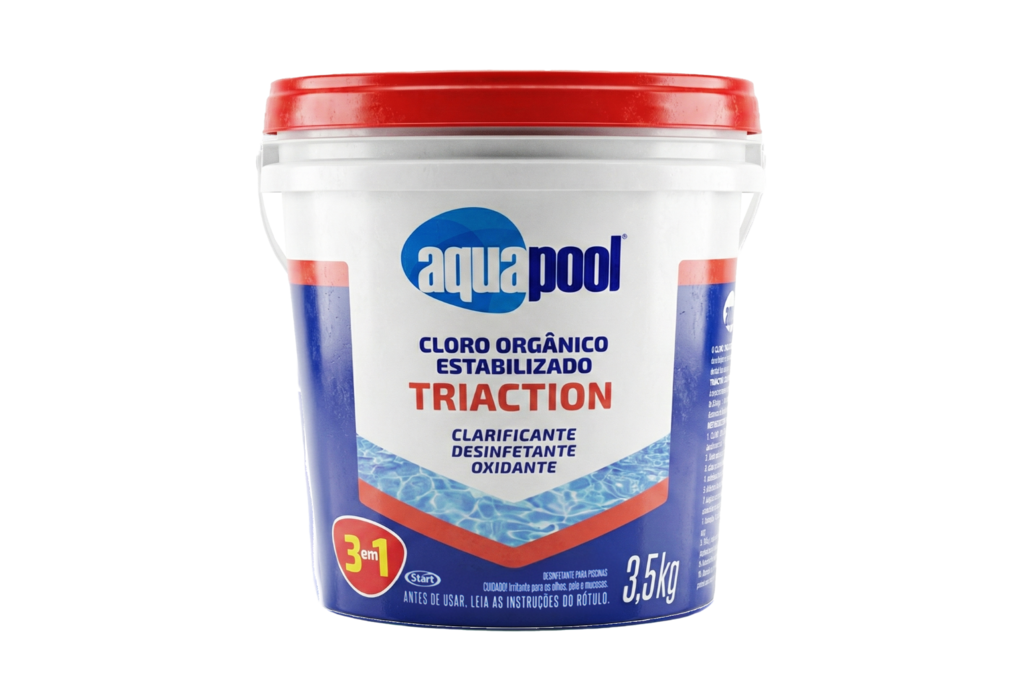 aquapool®
CLORO ORGÂNICO
ESTABILIZADO
TRIACTION
CLARIFICANTE
DESINFETANTE
OXIDANTE
3em1
Start
DESINFETANTE PARA PISCINAS
CUIDADO! Irritante para os olhos, pele e mucosas.
ANTES DE USAR, LEIA AS INSTRUÇÕES DO RÓTULO.
3,5kg